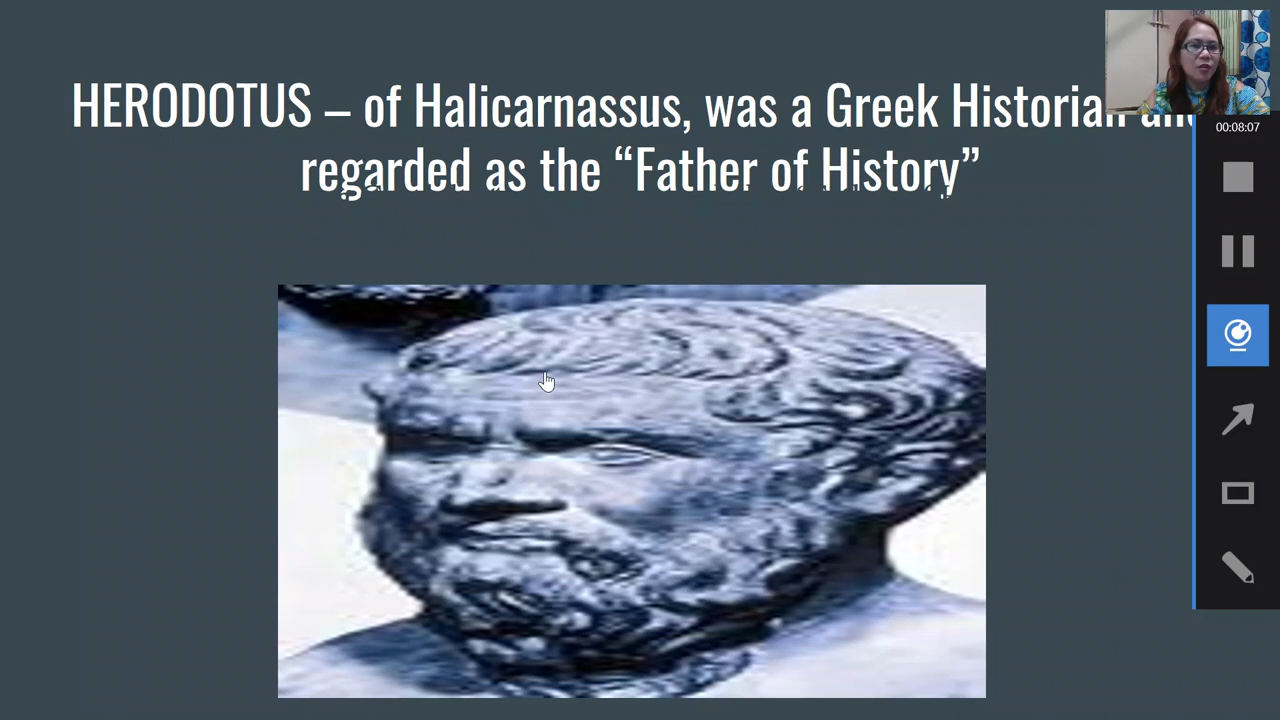 HERODOTUS – of Halicarnassus, was a Greek Historian
regarded as the “Father of History”
00:08:07